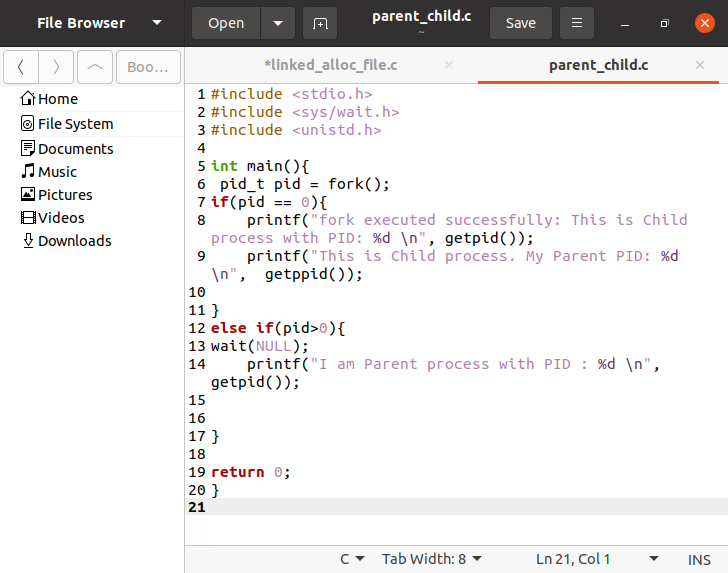 File Browser
Open
parent_child.c
~
Save
Boo...
Home
File System
Documents
Music
Pictures
Videos
Downloads
*linked_alloc_file.c
parent_child.c
1 #include <stdio.h>
2 #include <sys/wait.h>
3 #include <unistd.h>
4
5 int main(){
6  pid_t pid = fork();
7 if(pid == 0){
8     printf("fork executed successfully: This is Child
process with PID: %d \n", getpid());
9     printf("This is Child process. My Parent PID: %d
\n",  getppid());
10
11 }
12 else if(pid>0){
13 wait(NULL);
14     printf("I am Parent process with PID : %d \n",
getpid());
15
16
17 }
18
19 return 0;
20 }
21
C Tab Width: 8 Ln 21, Col 1 INS